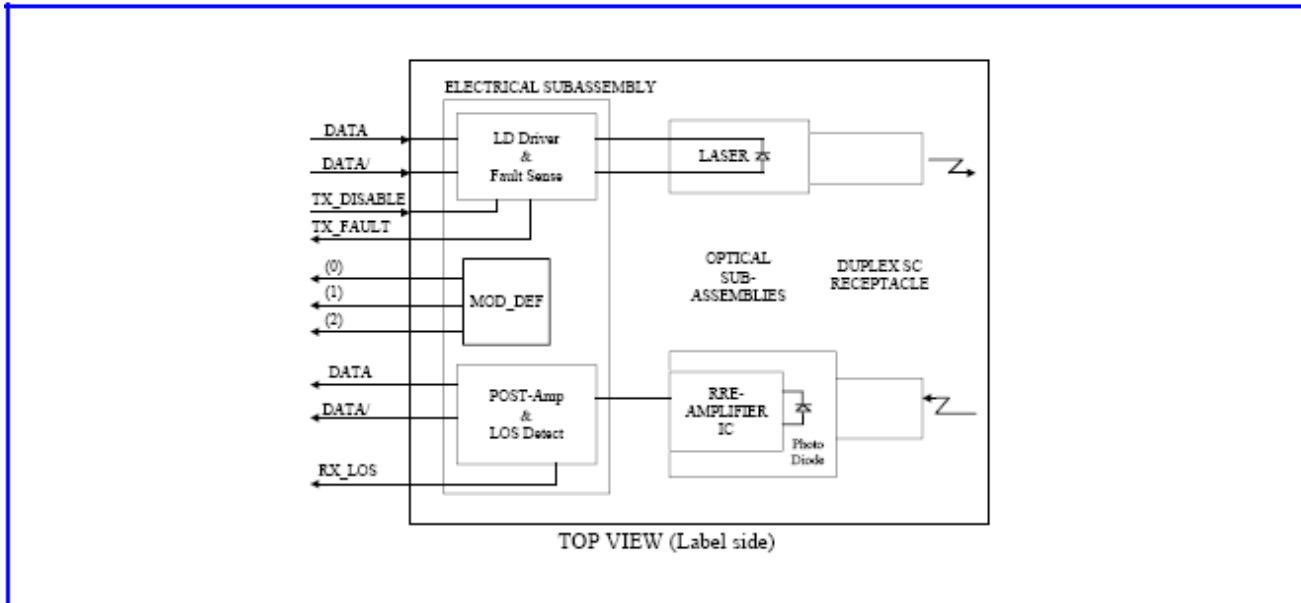 ELECTRICAL SUBASSEMBLY
DATA
DATA/
TX_DISABLE
TX_FAULT
LD Driver
&
Fault Sense
LASER
(0)
(1)
(2)
MOD_DEF
OPTICAL
SUB-
ASSEMBLIES
DUPLEX SC
RECEPTACLE
DATA
DATA/
RX_LOS
POST-Amp
&
LOS Detect
RRE-
AMPLIFIER
IC
Photo
Diode
TOP VIEW (Label side)